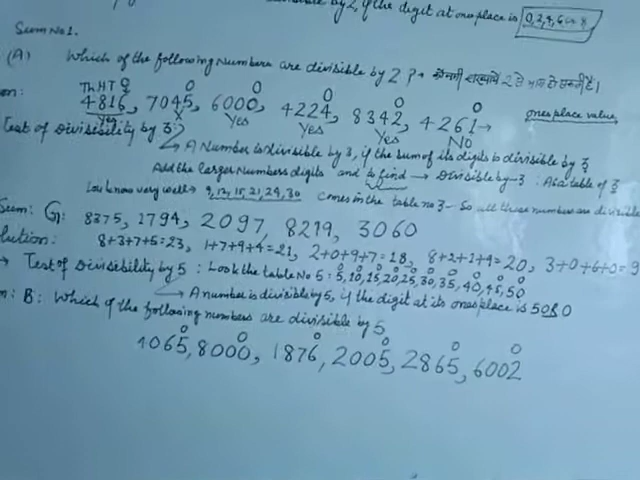 by 2, if the digit at ones place is 0,2,4,6 or 8
Seem No 1.
(A) Which of the following Numbers are divisible by 2 ?
Th H T O O O O O O
4816, 7045, 6000, 4224, 8342, 4261→ ones place value,
Yes X Yes Yes Yes No
Test of Divisibility by 3:
A Number is divisible by 3, if the sum of its digits is divisible by 3
Add the larger Numbers digits and to find → Divisible by-3 : Asis table of 3
You know very well→ 9,12,15,21,24,30 Comes in the table no 3- So all these numbers are divisible
Seem: G: 8375, 1794, 2097, 8219, 3060
lution: 8+3+7+5=23, 1+7+9+4=21, 2+0+9+7=18, 8+2+1+9=20, 3+0+6+0=9
→ Test of Divisibility by 5 : Look the table No 5 = 5,10,15,20,25,30,35,40,45,50
A number is divisible by 5, if the digit at its ones place is 5 or 0
B: Which of the following numbers are divisible by 5
O O O O O O
1065, 8000, 1876, 2005, 2865, 6002